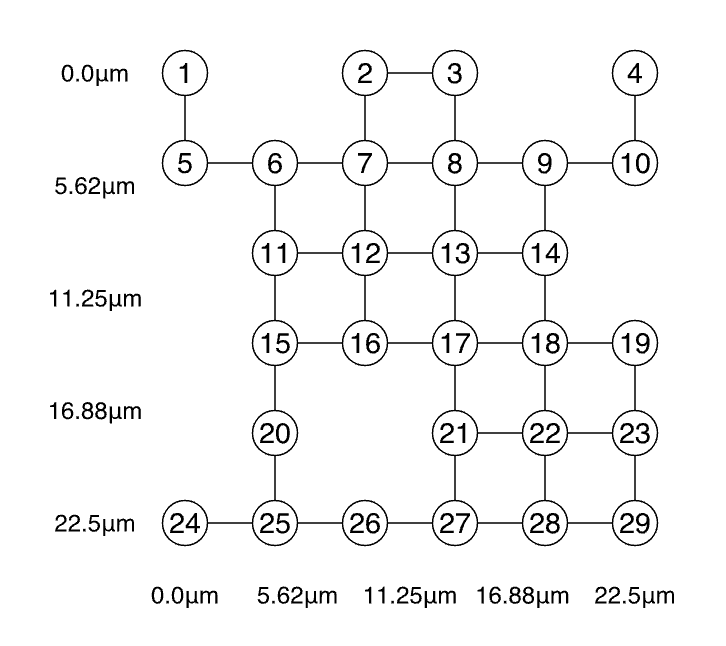 0.0µm 1 2 3 4
5 6 7 8 9 10
5.62µm
11 12 13 14
11.25µm
15 16 17 18 19
16.88µm
20 21 22 23
22.5µm 24 25 26 27 28 29
0.0µm 5.62µm 11.25µm 16.88µm 22.5µm